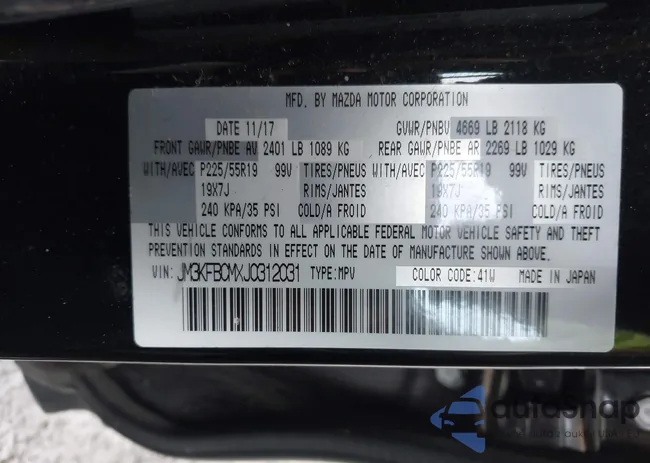 MFD. BY MAZDA MOTOR CORPORATION
DATE 11/17 GVWR/PNBV 4669 LB 2118 KG
FRONT GAWR/PNBE AV 2401 LB 1089 KG REAR GAWR/PNBE AR 2269 LB 1029 KG
WITH/AVEC P225/55R19 99V TIRES/PNEUS WITH/AVEC P225/55R19 99V TIRES/PNEUS
19X7J RIMS/JANTES 19X7J RIMS/JANTES
240 KPA/35 PSI COLD/A FROID 240 KPA/35 PSI COLD/A FROID
THIS VEHICLE CONFORMS TO ALL APPLICABLE FEDERAL MOTOR VEHICLE SAFETY AND THEFT
PREVENTION STANDARDS IN EFFECT ON THE DATE OF MANUFACTURE SHOWN ABOVE.
VIN: JM3KFBCMXJ0312031 TYPE:MPV COLOR CODE:41W MADE IN JAPAN
autosnap